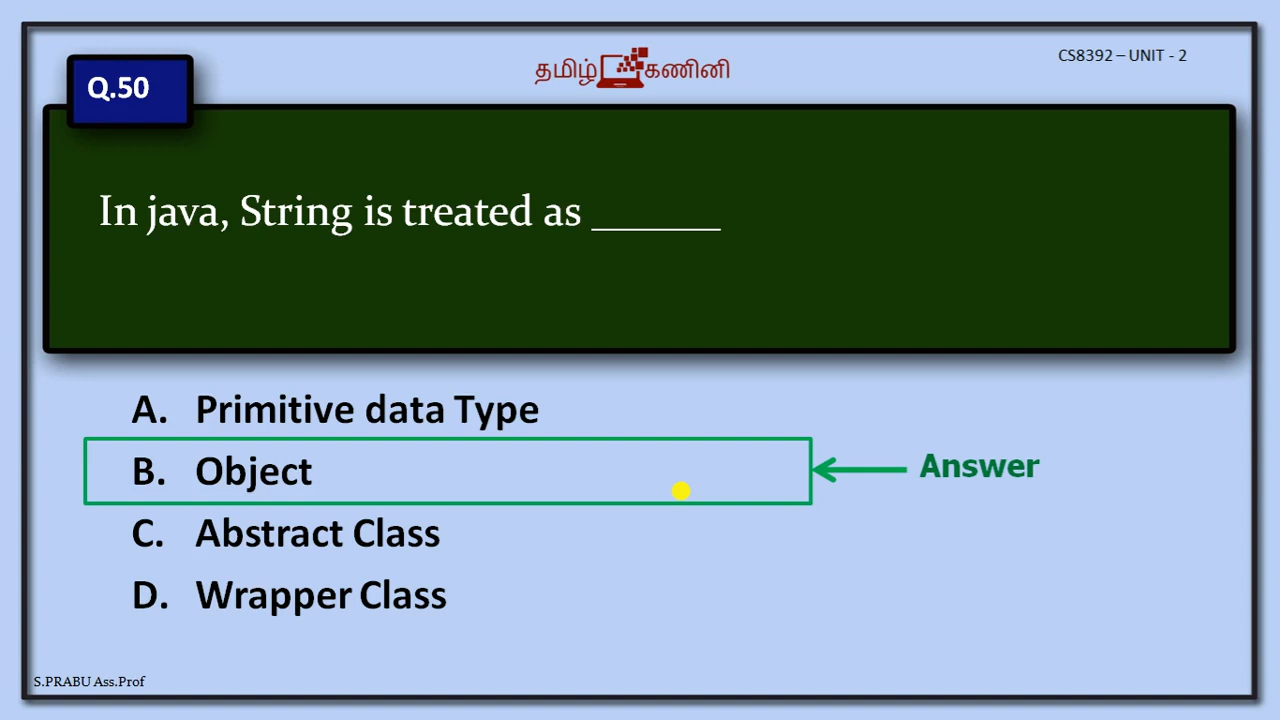 தமிழ் கணினி
CS8392 – UNIT - 2
Q.50
In java, String is treated as ______
A. Primitive data Type
B. Object
Answer
C. Abstract Class
D. Wrapper Class
S.PRABU Ass.Prof